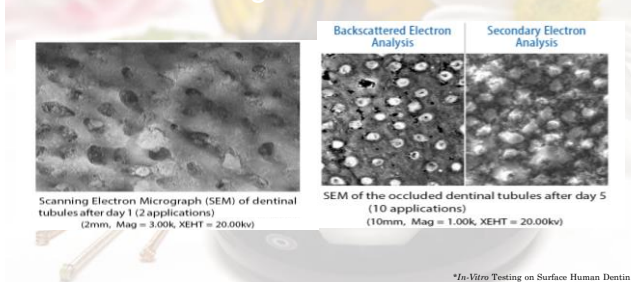 Backscattered Electron
Analysis
Secondary Electron
Analysis
Scanning Electron Micrograph (SEM) of dentinal
tubules after day 1 (2 applications)
(2mm, Mag = 3.00k, XEHT = 20.00kv)
SEM of the occluded dentinal tubules after day 5
(10 applications)
(10mm, Mag = 1.00k, XEHT = 20.00kv)
*In-Vitro Testing on Surface Human Dentin